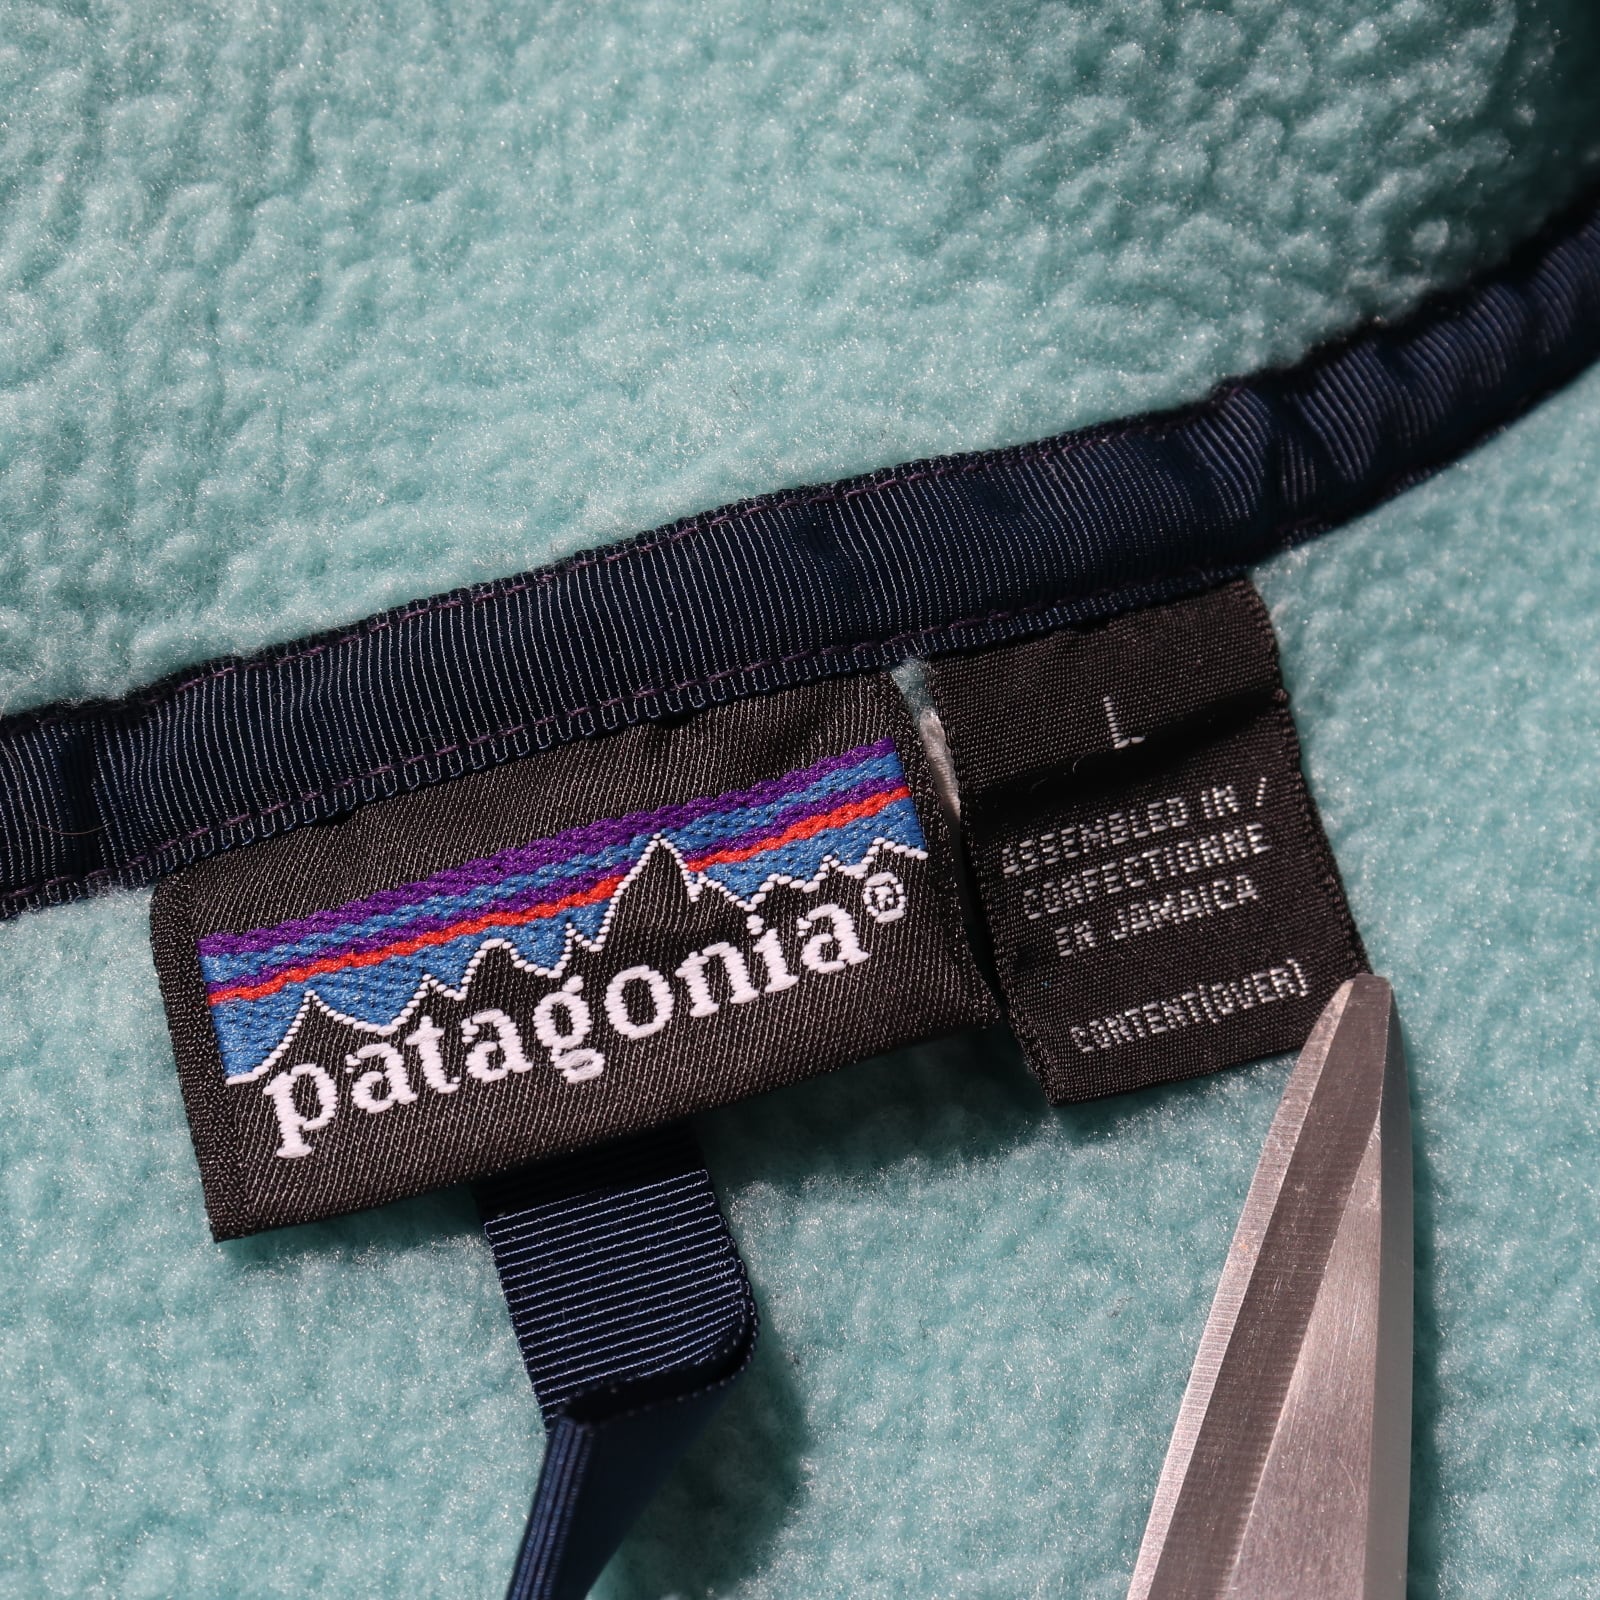 patagonia®
L
ASSEMBLED IN /
CONFECTIONNE
EN JAMAICA
CONTENT(OVER)